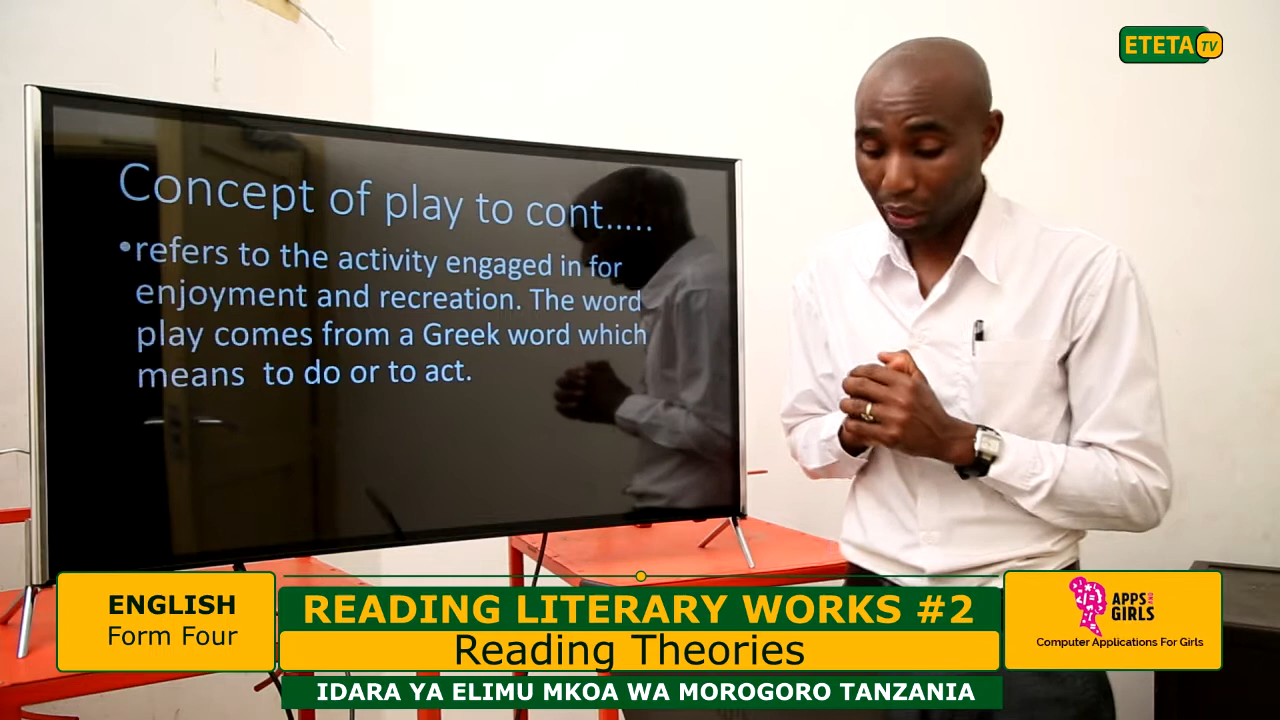 ETETA TV
Concept of play to cont.....
•refers to the activity engaged in for
enjoyment and recreation. The word
play comes from a Greek word which
means to do or to act.
ENGLISH
Form Four
READING LITERARY WORKS #2
Reading Theories
IDARA YA ELIMU MKOA WA MOROGORO TANZANIA
APPS AND
GIRLS
Computer Applications For Girls